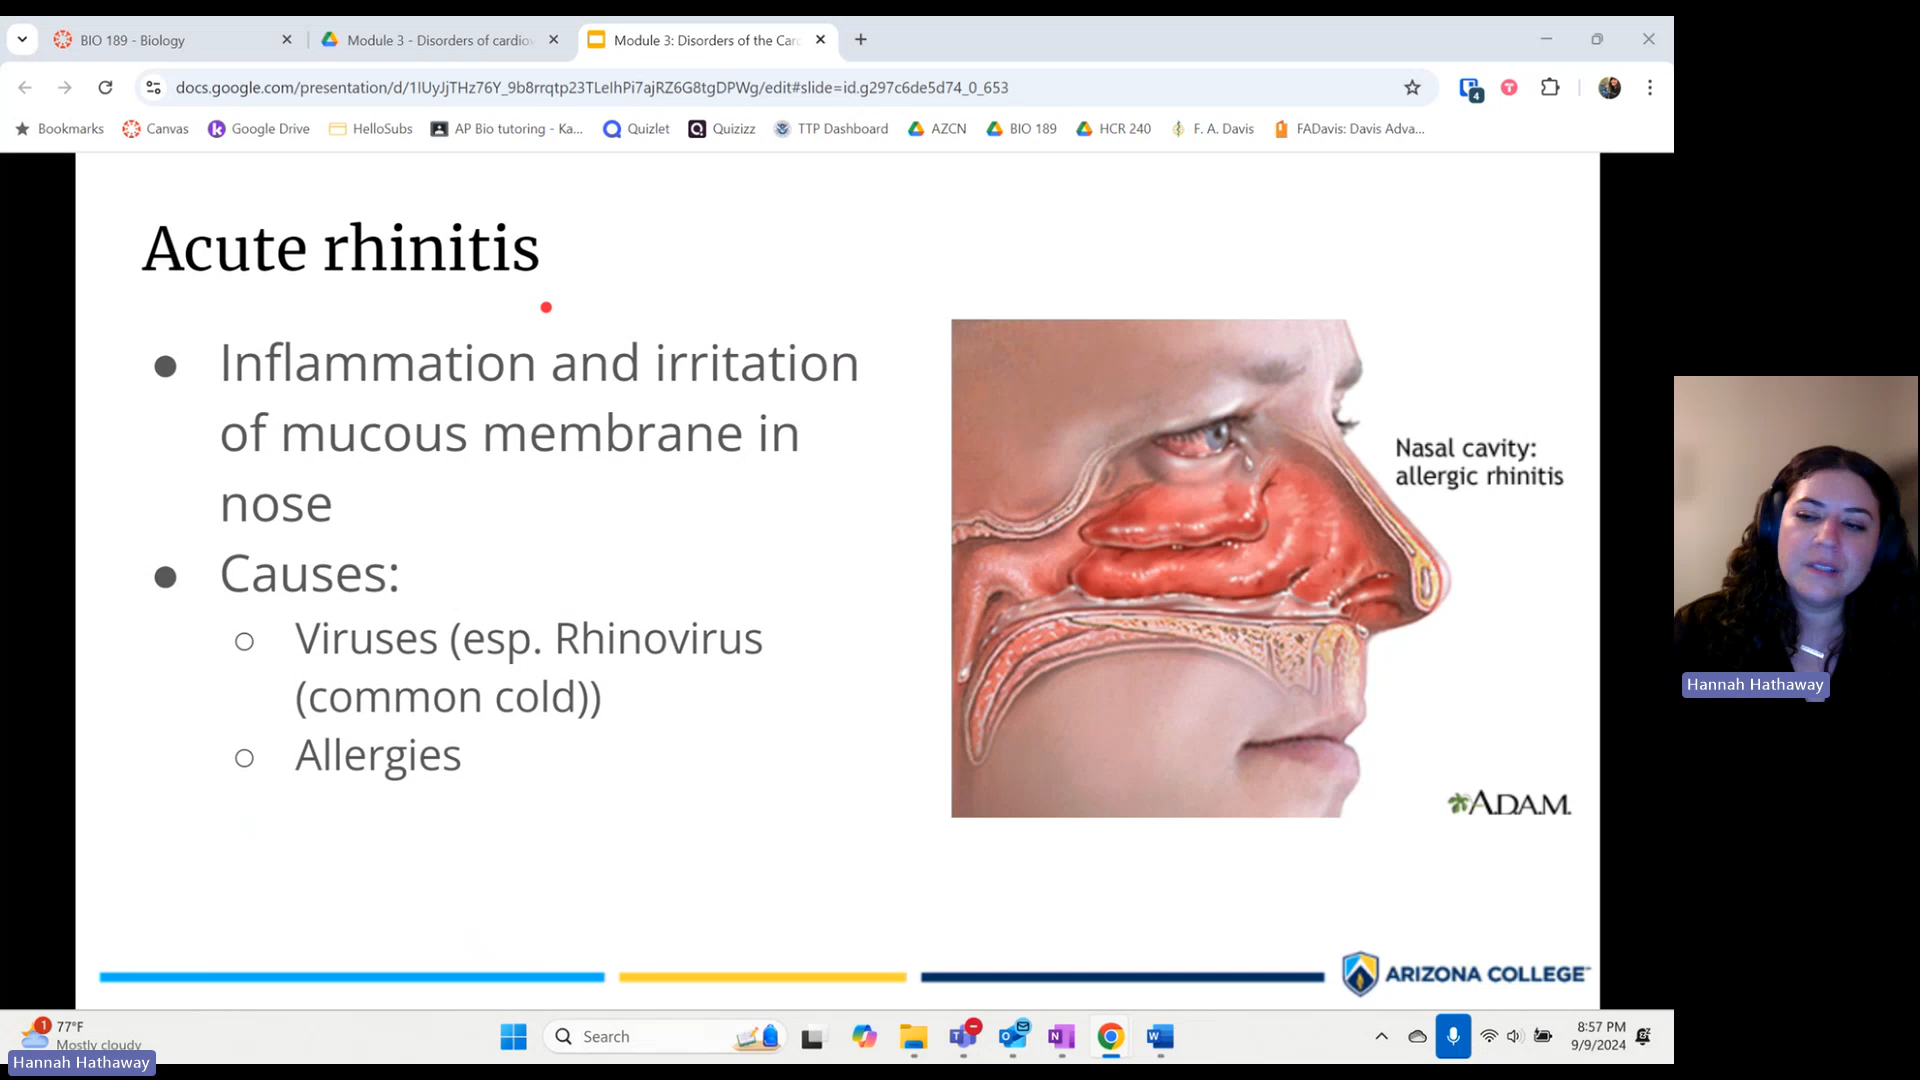 BIO 189 - Biology
Module 3 - Disorders of cardiov
Module 3: Disorders of the Car
docs.google.com/presentation/d/1IUyJjTHz76Y_9b8rrqtp23TLeIhPi7ajRZ6G8tgDPWg/edit#slide=id.g297c6de5d74_0_653
4
T
Bookmarks
Canvas
Google Drive
HelloSubs
AP Bio tutoring - Ka...
Quizlet
Quizizz
TTP Dashboard
AZCN
BIO 189
HCR 240
F. A. Davis
FADavis: Davis Adva...
Acute rhinitis
● Inflammation and irritation
of mucous membrane in
nose
● Causes:
○ Viruses (esp. Rhinovirus
(common cold))
○ Allergies
Nasal cavity:
allergic rhinitis
A.D.A.M.
ARIZONA COLLEGE
Hannah Hathaway
1
77°F
Mostly cloudy
Hannah Hathaway
Search
8:57 PM
9/9/2024